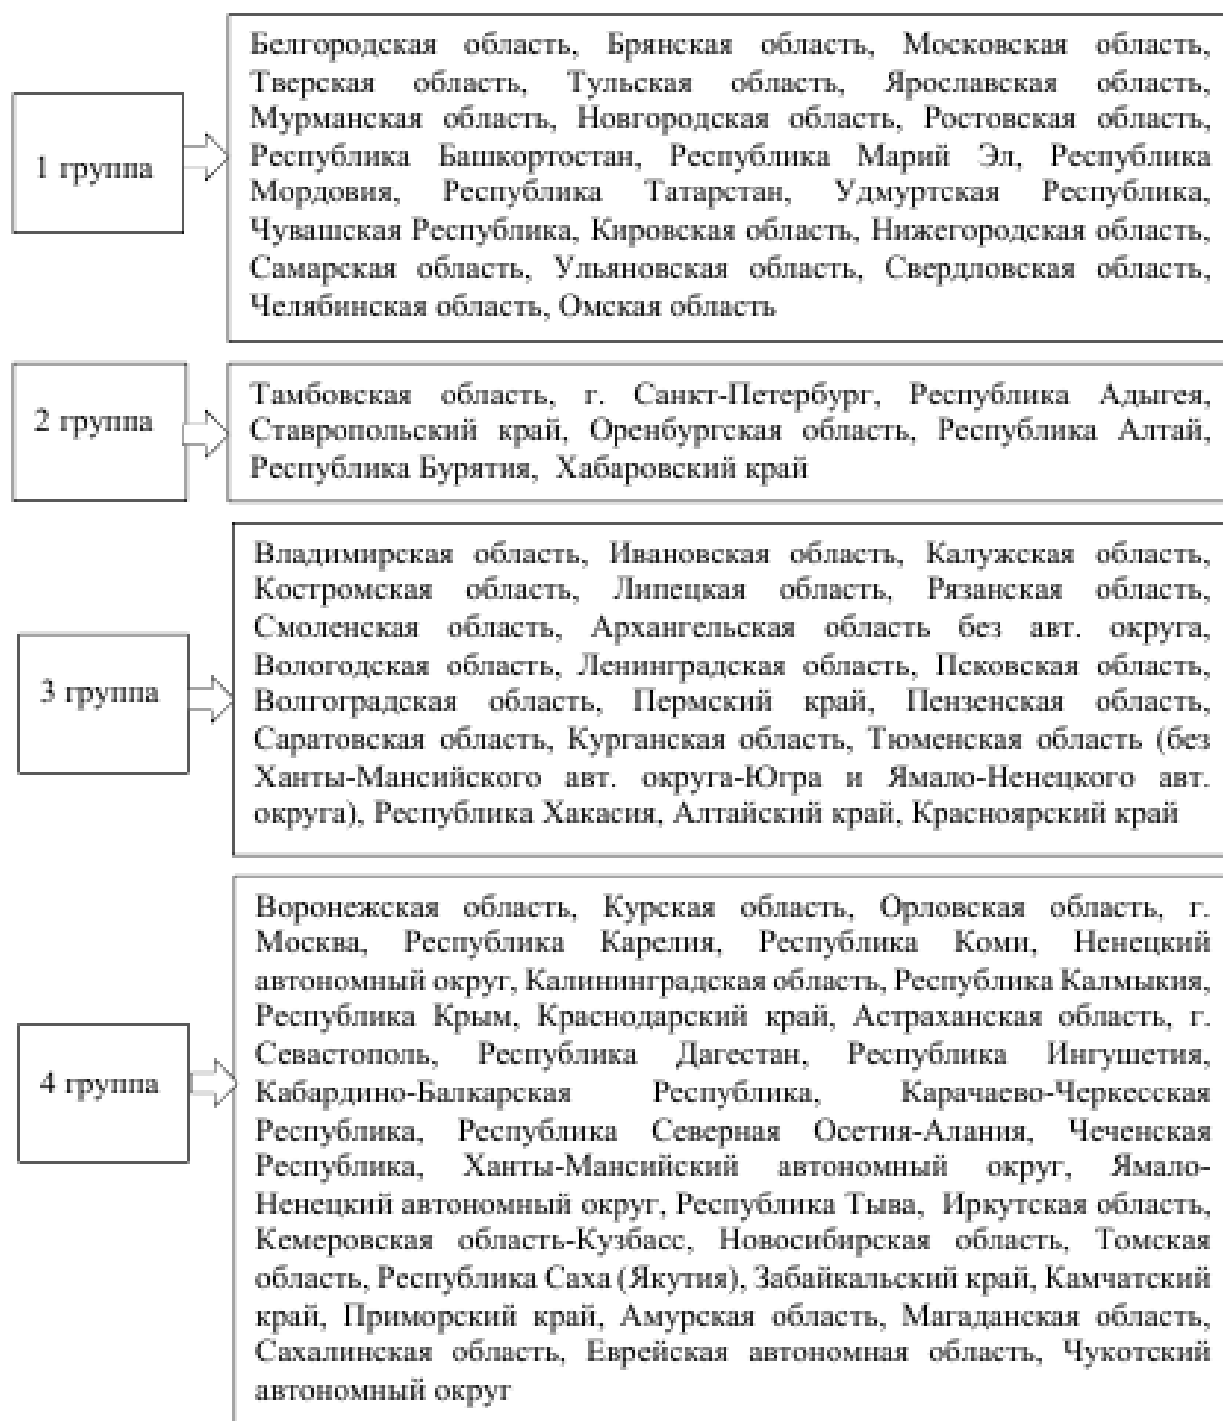 1 группа
Белгородская область, Брянская область, Московская область,
Тверская область, Тульская область, Ярославская область,
Мурманская область, Новгородская область, Ростовская область,
Республика Башкортостан, Республика Марий Эл, Республика
Мордовия, Республика Татарстан, Удмуртская Республика,
Чувашская Республика, Кировская область, Нижегородская область,
Самарская область, Ульяновская область, Свердловская область,
Челябинская область, Омская область
2 группа
Тамбовская область, г. Санкт-Петербург, Республика Адыгея,
Ставропольский край, Оренбургская область, Республика Алтай,
Республика Бурятия, Хабаровский край
3 группа
Владимирская область, Ивановская область, Калужская область,
Костромская область, Липецкая область, Рязанская область,
Смоленская область, Архангельская область без авт. округа,
Вологодская область, Ленинградская область, Псковская область,
Волгоградская область, Пермский край, Пензенская область,
Саратовская область, Курганская область, Тюменская область (без
Ханты-Мансийского авт. округа-Югра и Ямало-Ненецкого авт.
округа), Республика Хакасия, Алтайский край, Красноярский край
4 группа
Воронежская область, Курская область, Орловская область, г.
Москва, Республика Карелия, Республика Коми, Ненецкий
автономный округ, Калининградская область, Республика Калмыкия,
Республика Крым, Краснодарский край, Астраханская область, г.
Севастополь, Республика Дагестан, Республика Ингушетия,
Кабардино-Балкарская Республика, Карачаево-Черкесская
Республика, Республика Северная Осетия-Алания, Чеченская
Республика, Ханты-Мансийский автономный округ, Ямало-
Ненецкий автономный округ, Республика Тыва, Иркутская область,
Кемеровская область-Кузбасс, Новосибирская область, Томская
область, Республика Саха (Якутия), Забайкальский край, Камчатский
край, Приморский край, Амурская область, Магаданская область,
Сахалинская область, Еврейская автономная область, Чукотский
автономный округ